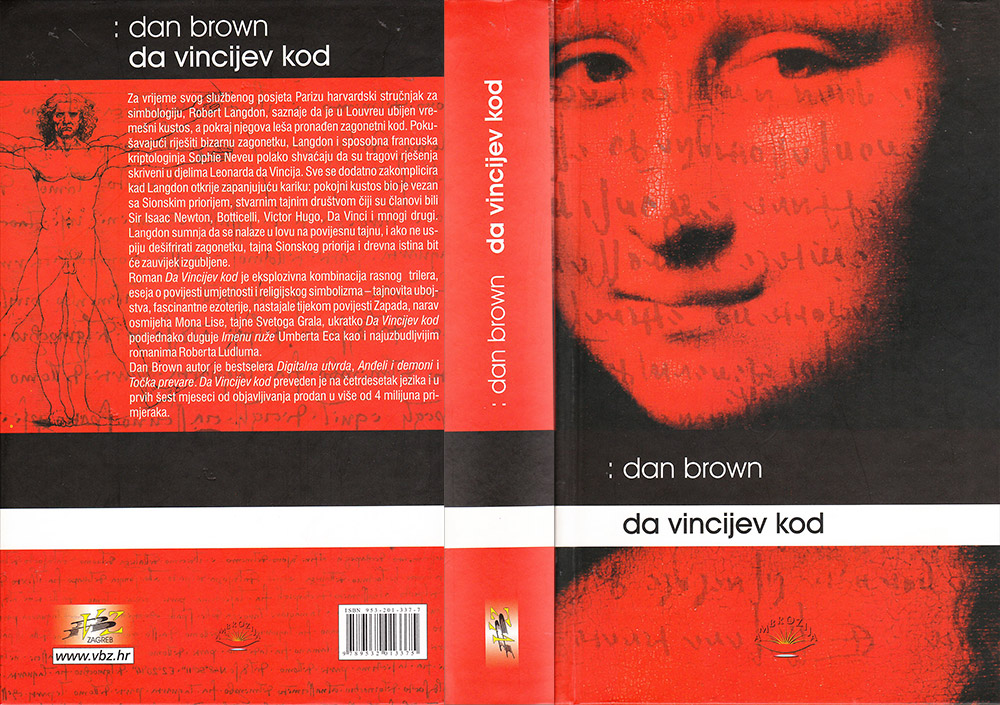 : dan brown
da vincijev kod
Za vrijeme svog službenog posjeta Parizu harvardski stručnjak za
simbologiju, Robert Langdon, saznaje da je u Louvreu ubijen vre-
mešni kustos, a pokraj njegova leša pronađen zagonetni kod. Poku-
šavajući riješiti bizarnu zagonetku, Langdon i sposobna francuska
kriptologinja Sophie Neveu polako shvaćaju da su tragovi rješenja
skriveni u djelima Leonarda da Vincija. Sve se dodatno zakomplicira
kad Langdon otkrije zapanjujuću kariku: pokojni kustos bio je vezan
sa Sionskim priorijem, stvarnim tajnim društvom čiji su članovi bili
Sir Isaac Newton, Botticelli, Victor Hugo, Da Vinci i mnogi drugi.
Langdon sumnja da se nalaze u lovu na povijesnu tajnu, i ako ne us-
piju dešifrirati zagonetku, tajna Sionskog priorija i drevna istina bit
će zauvijek izgubljene.
Roman Da Vincijev kod je eksplozivna kombinacija rasnog trilera,
eseja o povijesti umjetnosti i religijskog simbolizma – tajnovita uboj-
stva, fascinantne ezoterije, nastajale tijekom povijesti Zapada, narav
osmijeha Mona Lise, tajne Svetoga Grala, ukratko Da Vincijev kod
podjednako duguje Imenu ruže Umberta Eca kao i najuzbudljivijim
romanima Roberta Ludluma.
Dan Brown autor je bestselera Digitalna utvrda, Anđeli i demoni i
Točka prevare. Da Vincijev kod preveden je na četrdesetak jezika i u
prvih šest mjeseci od objavljivanja prodan u više od 4 milijuna pri-
mjeraka.
VZ
ZAGREB
www.vbz.hr
AMBROZIJA
ISBN 953-201-337-7
9789532013375
: dan brown da vincijev kod
VZ
: dan brown
da vincijev kod
AMBROZIJA